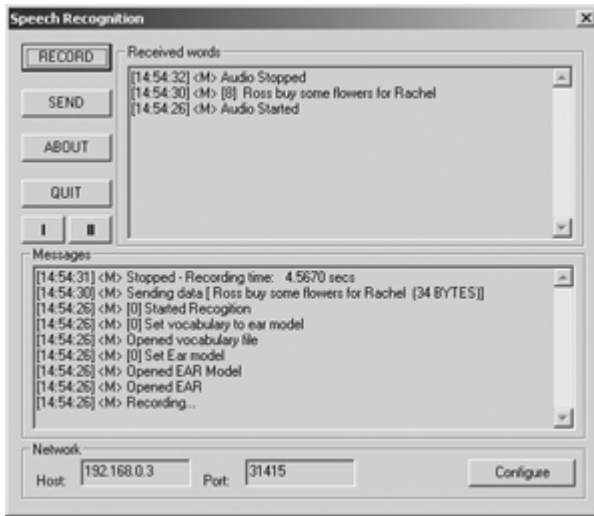 Speech Recognition
RECORD
SEND
ABOUT
QUIT
I II
Received words
[14:54:32] <M> Audio Stopped
[14:54:30] <M> [8] Ross buy some flowers for Rachel
[14:54:26] <M> Audio Started
Messages
[14:54:31] <M> Stopped - Recording time: 4.5670 secs
[14:54:30] <M> Sending data [ Ross buy some flowers for Rachel (34 BYTES)]
[14:54:26] <M> [0] Started Recogition
[14:54:26] <M> [0] Set vocabulary to ear model
[14:54:26] <M> Opened vocabulary file
[14:54:26] <M> [0] Set Ear model
[14:54:26] <M> Opened EAR Model
[14:54:26] <M> Opened EAR
[14:54:26] <M> Recording...
Network
Host: 192.168.0.3 Port: 31415 Configure